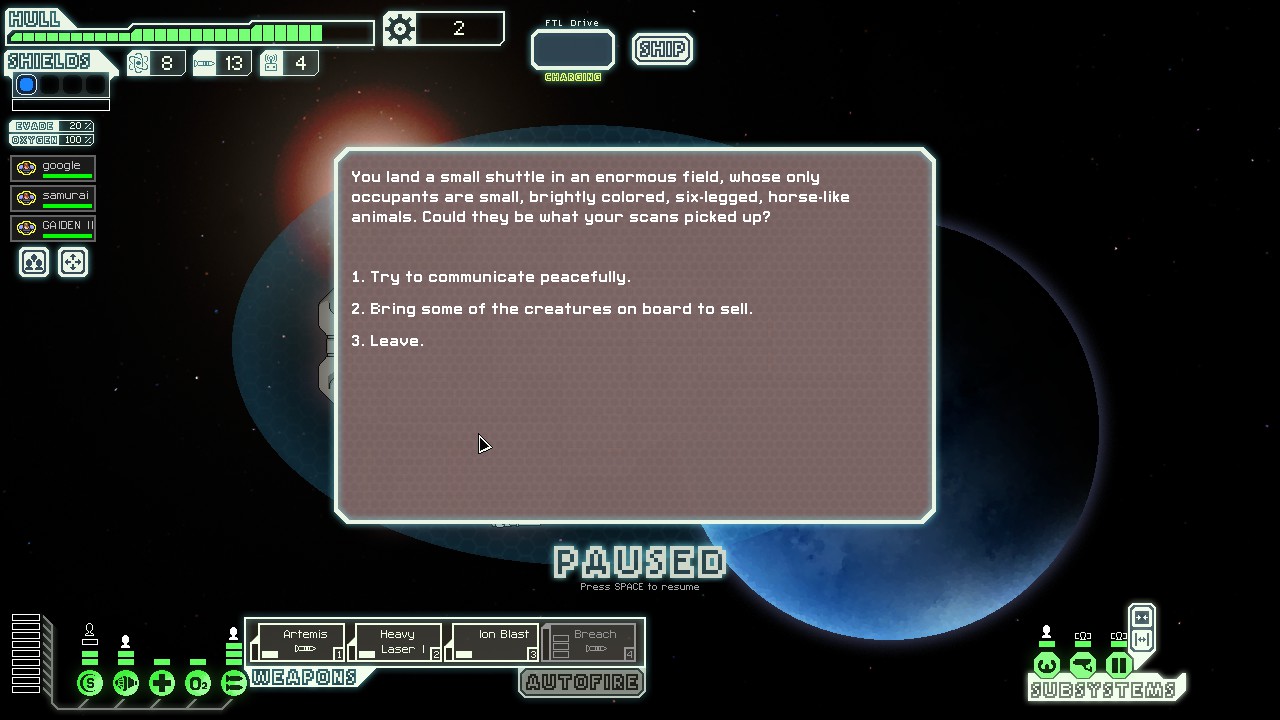 HULL
2
FTL Drive
SHIP
CHARGING
SHIELDS
8
13
4
EVADE 20%
OXYGEN 100%
google
samurai
GAIDEN II
You land a small shuttle in an enormous field, whose only
occupants are small, brightly colored, six-legged, horse-like
animals. Could they be what your scans picked up?
1. Try to communicate peacefully.
2. Bring some of the creatures on board to sell.
3. Leave.
PAUSED
Press SPACE to resume
Artemis
1
Heavy
Laser I
2
Ion Blast
3
Breach
4
WEAPONS
AUTOFIRE
O2
SUBSYSTEMS